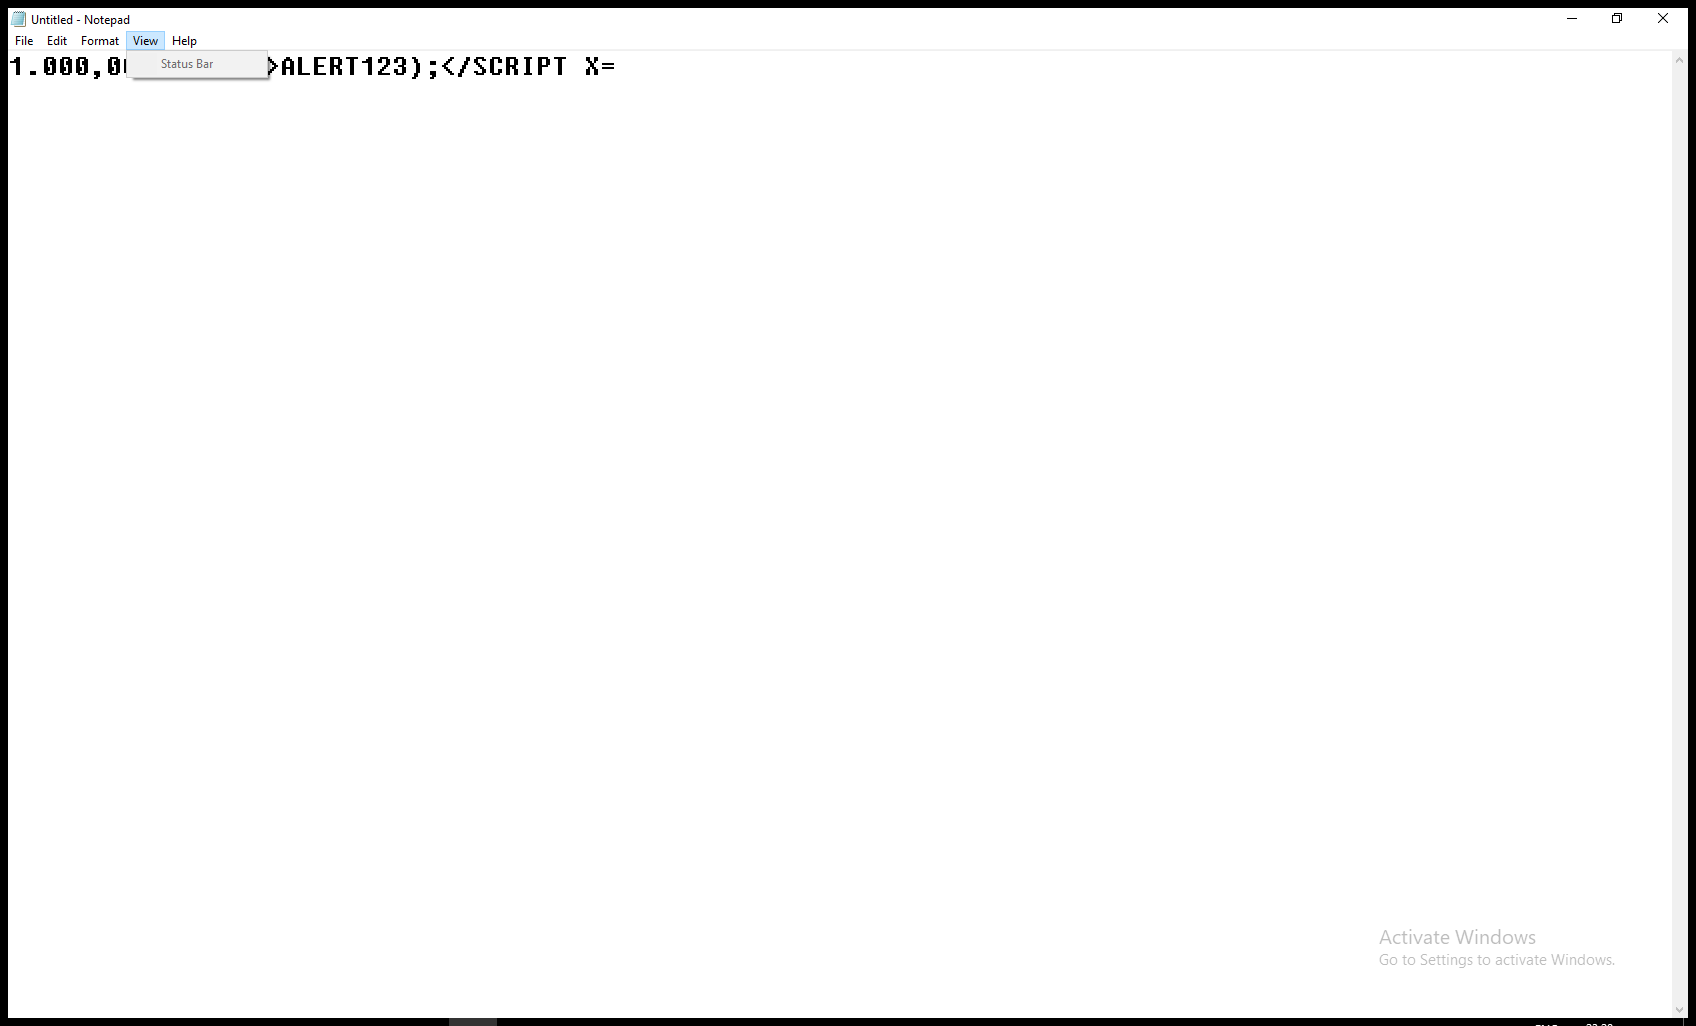 Untitled - Notepad
File Edit Format View Help
Status Bar
1.000,0 >ALERT123);</SCRIPT X=
Activate Windows
Go to Settings to activate Windows.